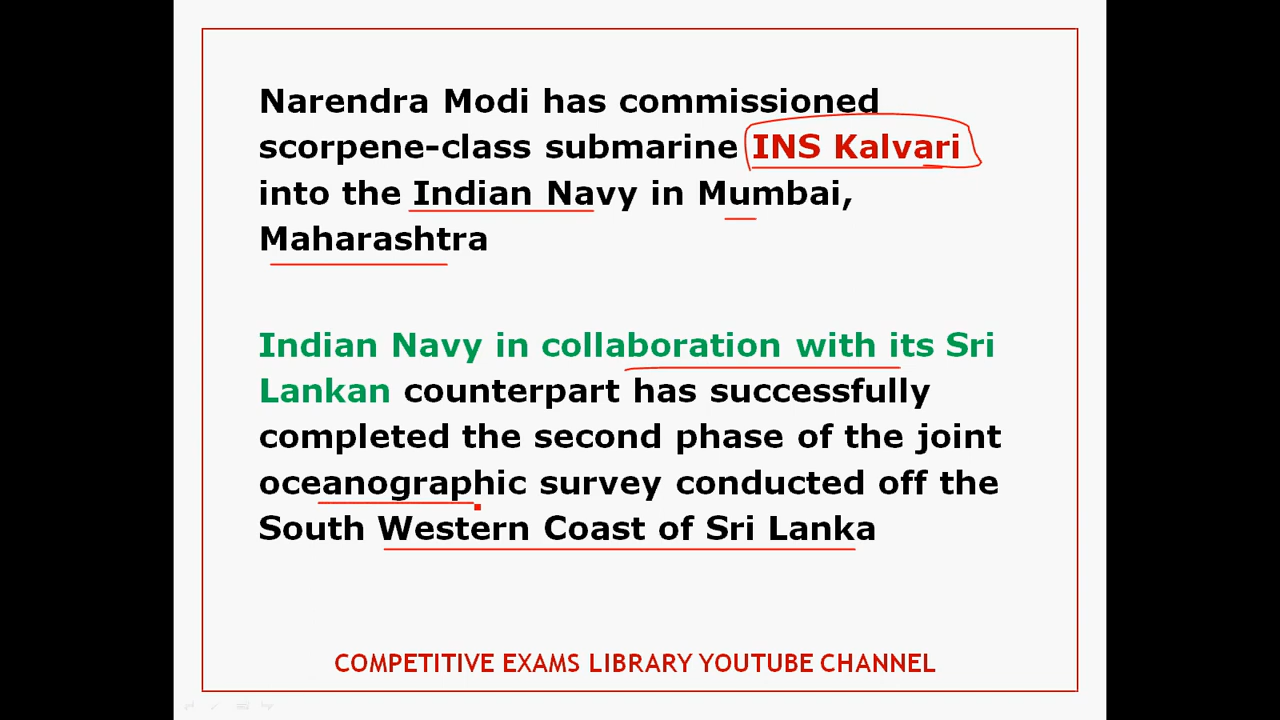 Narendra Modi has commissioned
scorpene-class submarine INS Kalvari
into the Indian Navy in Mumbai,
Maharashtra
Indian Navy in collaboration with its Sri
Lankan counterpart has successfully
completed the second phase of the joint
oceanographic survey conducted off the
South Western Coast of Sri Lanka
COMPETITIVE EXAMS LIBRARY YOUTUBE CHANNEL